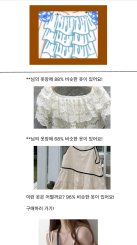 **님의 옷장에 88% 비슷한 옷이 있어요!
**님의 옷장에 68% 비슷한 옷이 있어요!
이런 옷은 어떨까요? 96% 비슷한 옷이 있어요!
구매하러 가기!